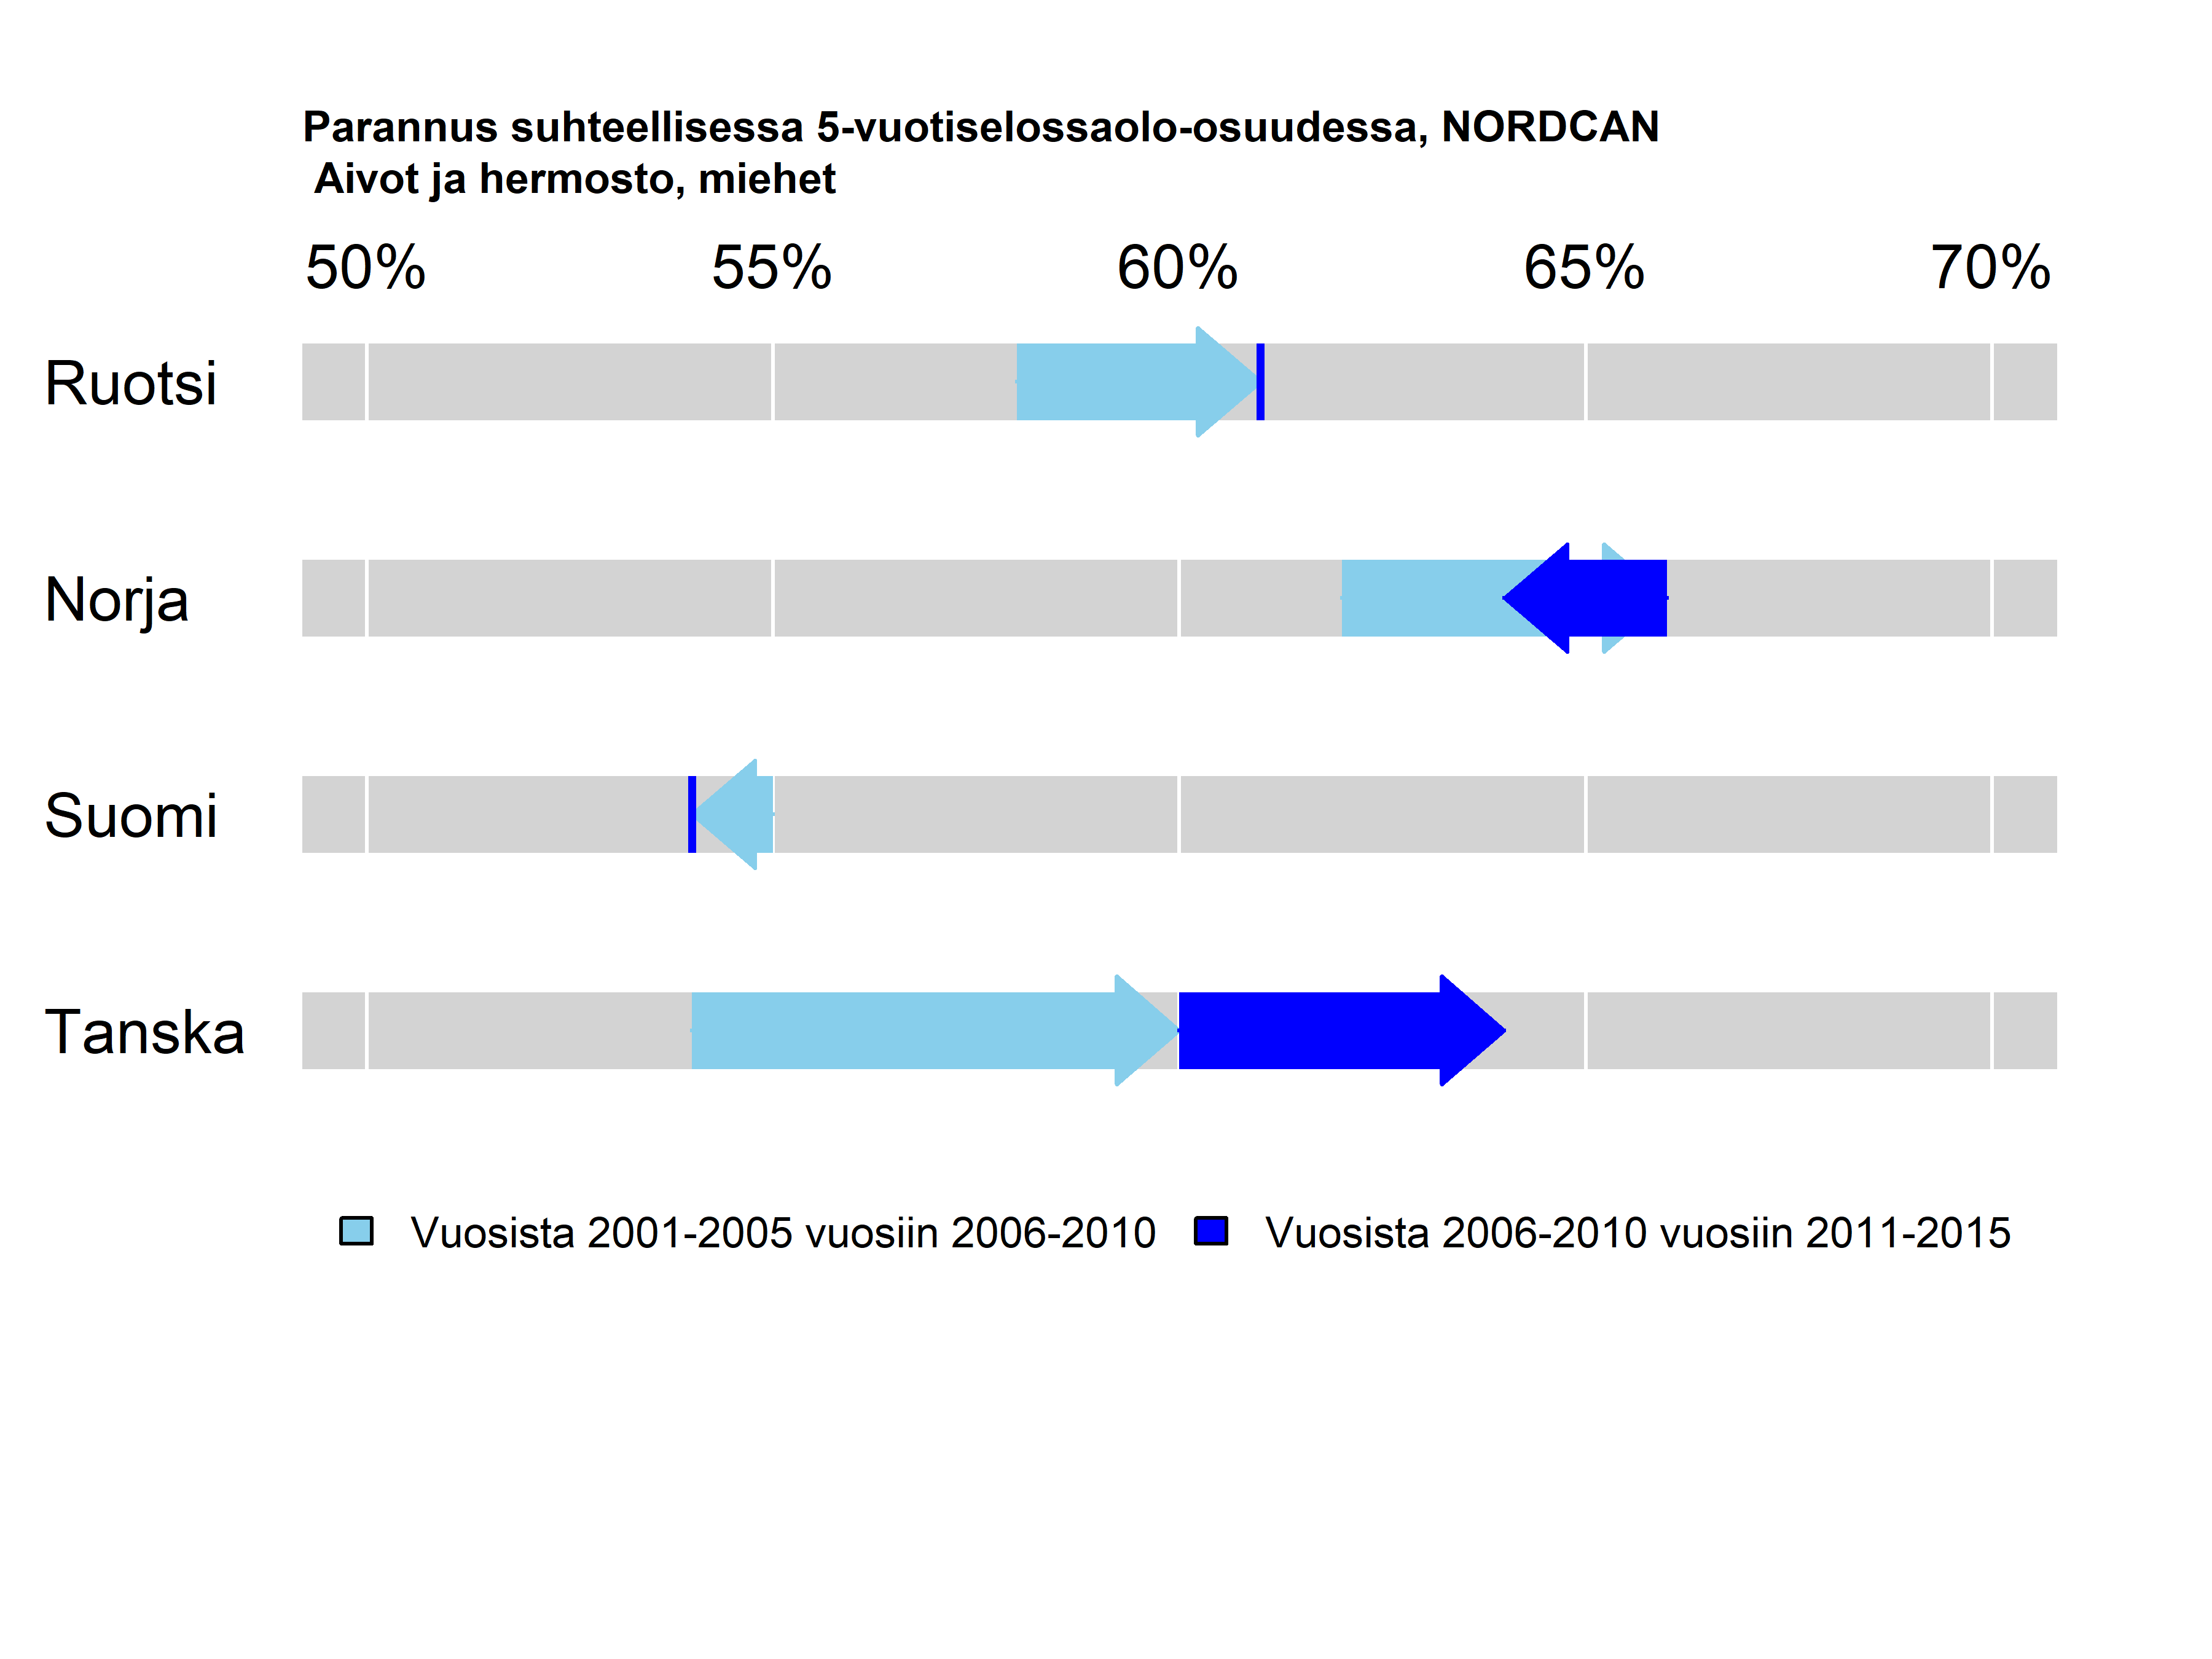 Parannus suhteellisessa 5-vuotiselossaolo-osuudessa, NORDCAN
Aivot ja hermosto, miehet
50% 55% 60% 65% 70%
Ruotsi
Norja
Suomi
Tanska
Vuosista 2001-2005 vuosiin 2006-2010 Vuosista 2006-2010 vuosiin 2011-2015